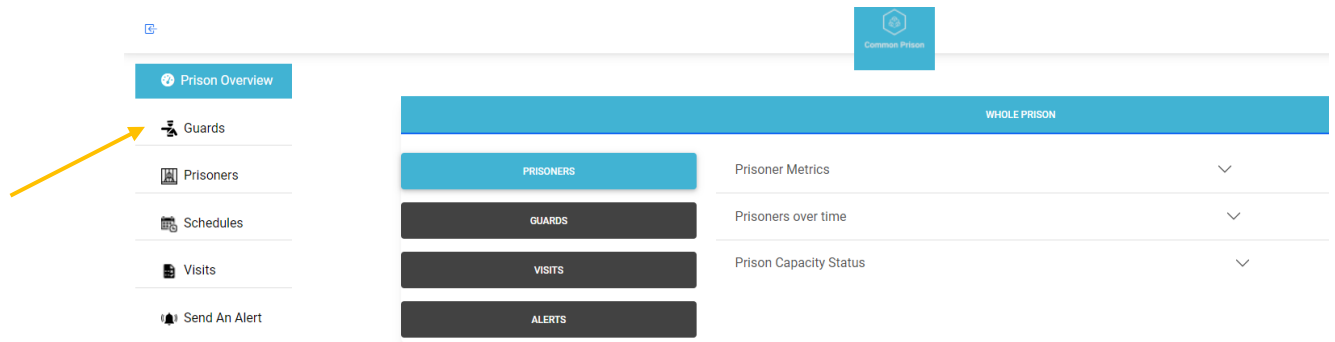 Common Prison
Prison Overview
Guards
Prisoners
Schedules
Visits
Send An Alert
WHOLE PRISON
PRISONERS
GUARDS
VISITS
ALERTS
Prisoner Metrics
Prisoners over time
Prison Capacity Status